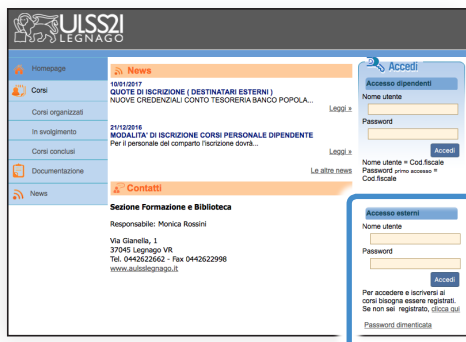 ULSS21
LEGNAGO
Homepage
Corsi
Corsi organizzati
In svolgimento
Corsi conclusi
Documentazione
News
News
10/01/2017
QUOTE DI ISCRIZIONE ( DESTINATARI ESTERNI )
NUOVE CREDENZIALI CONTO TESORERIA BANCO POPOLA...
Leggi »
21/12/2016
MODALITA' DI ISCRIZIONE CORSI PERSONALE DIPENDENTE
Per il personale del comparto l'iscrizione dovrà...
Leggi »
Le altre news
Contatti
Sezione Formazione e Biblioteca
Responsabile: Monica Rossini
Via Gianella, 1
37045 Legnago VR
Tel. 0442622662 - Fax 0442622998
www.aulsslegnago.it
Accedi
Accesso dipendenti
Nome utente
Password
Accedi
Nome utente = Cod.fiscale
Password primo accesso =
Cod.fiscale
Accesso esterni
Nome utente
Password
Accedi
Per accedere e iscriversi ai
corsi bisogna essere registrati.
Se non sei registrato, clicca qui
Password dimenticata